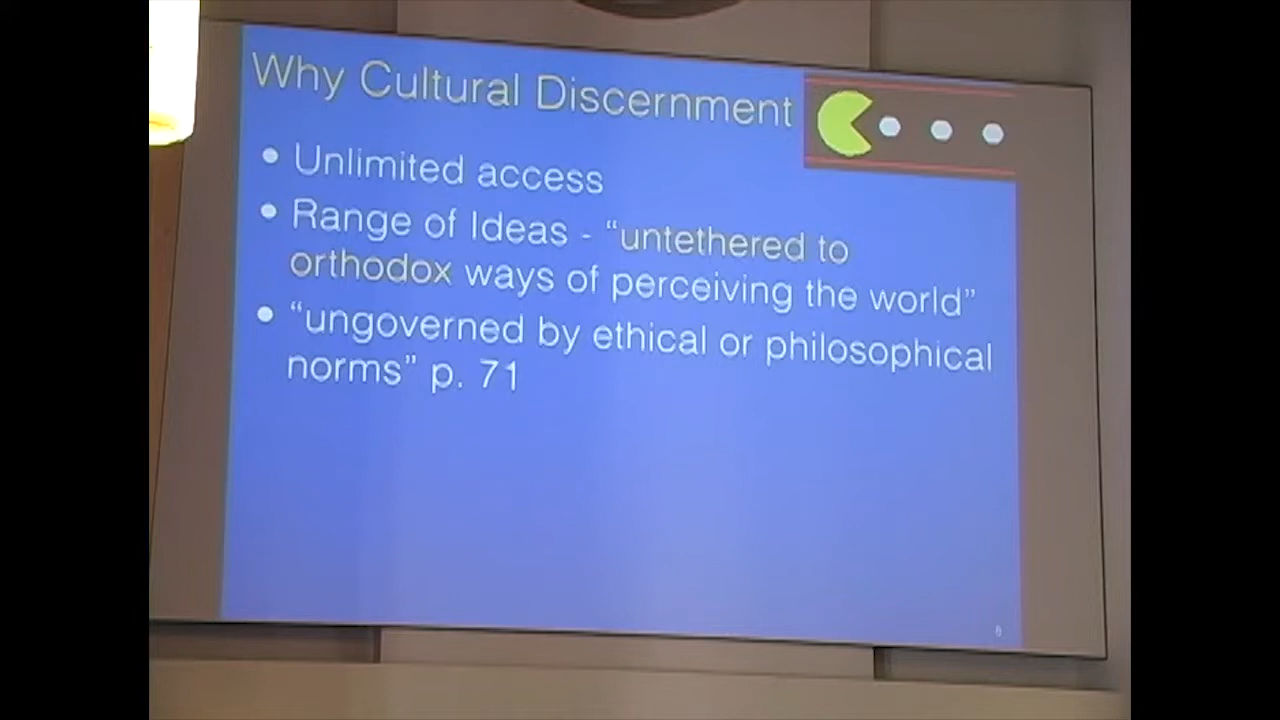 Why Cultural Discernment
• Unlimited access
• Range of Ideas - “untethered to
orthodox ways of perceiving the world”
• “ungoverned by ethical or philosophical
norms” p. 71